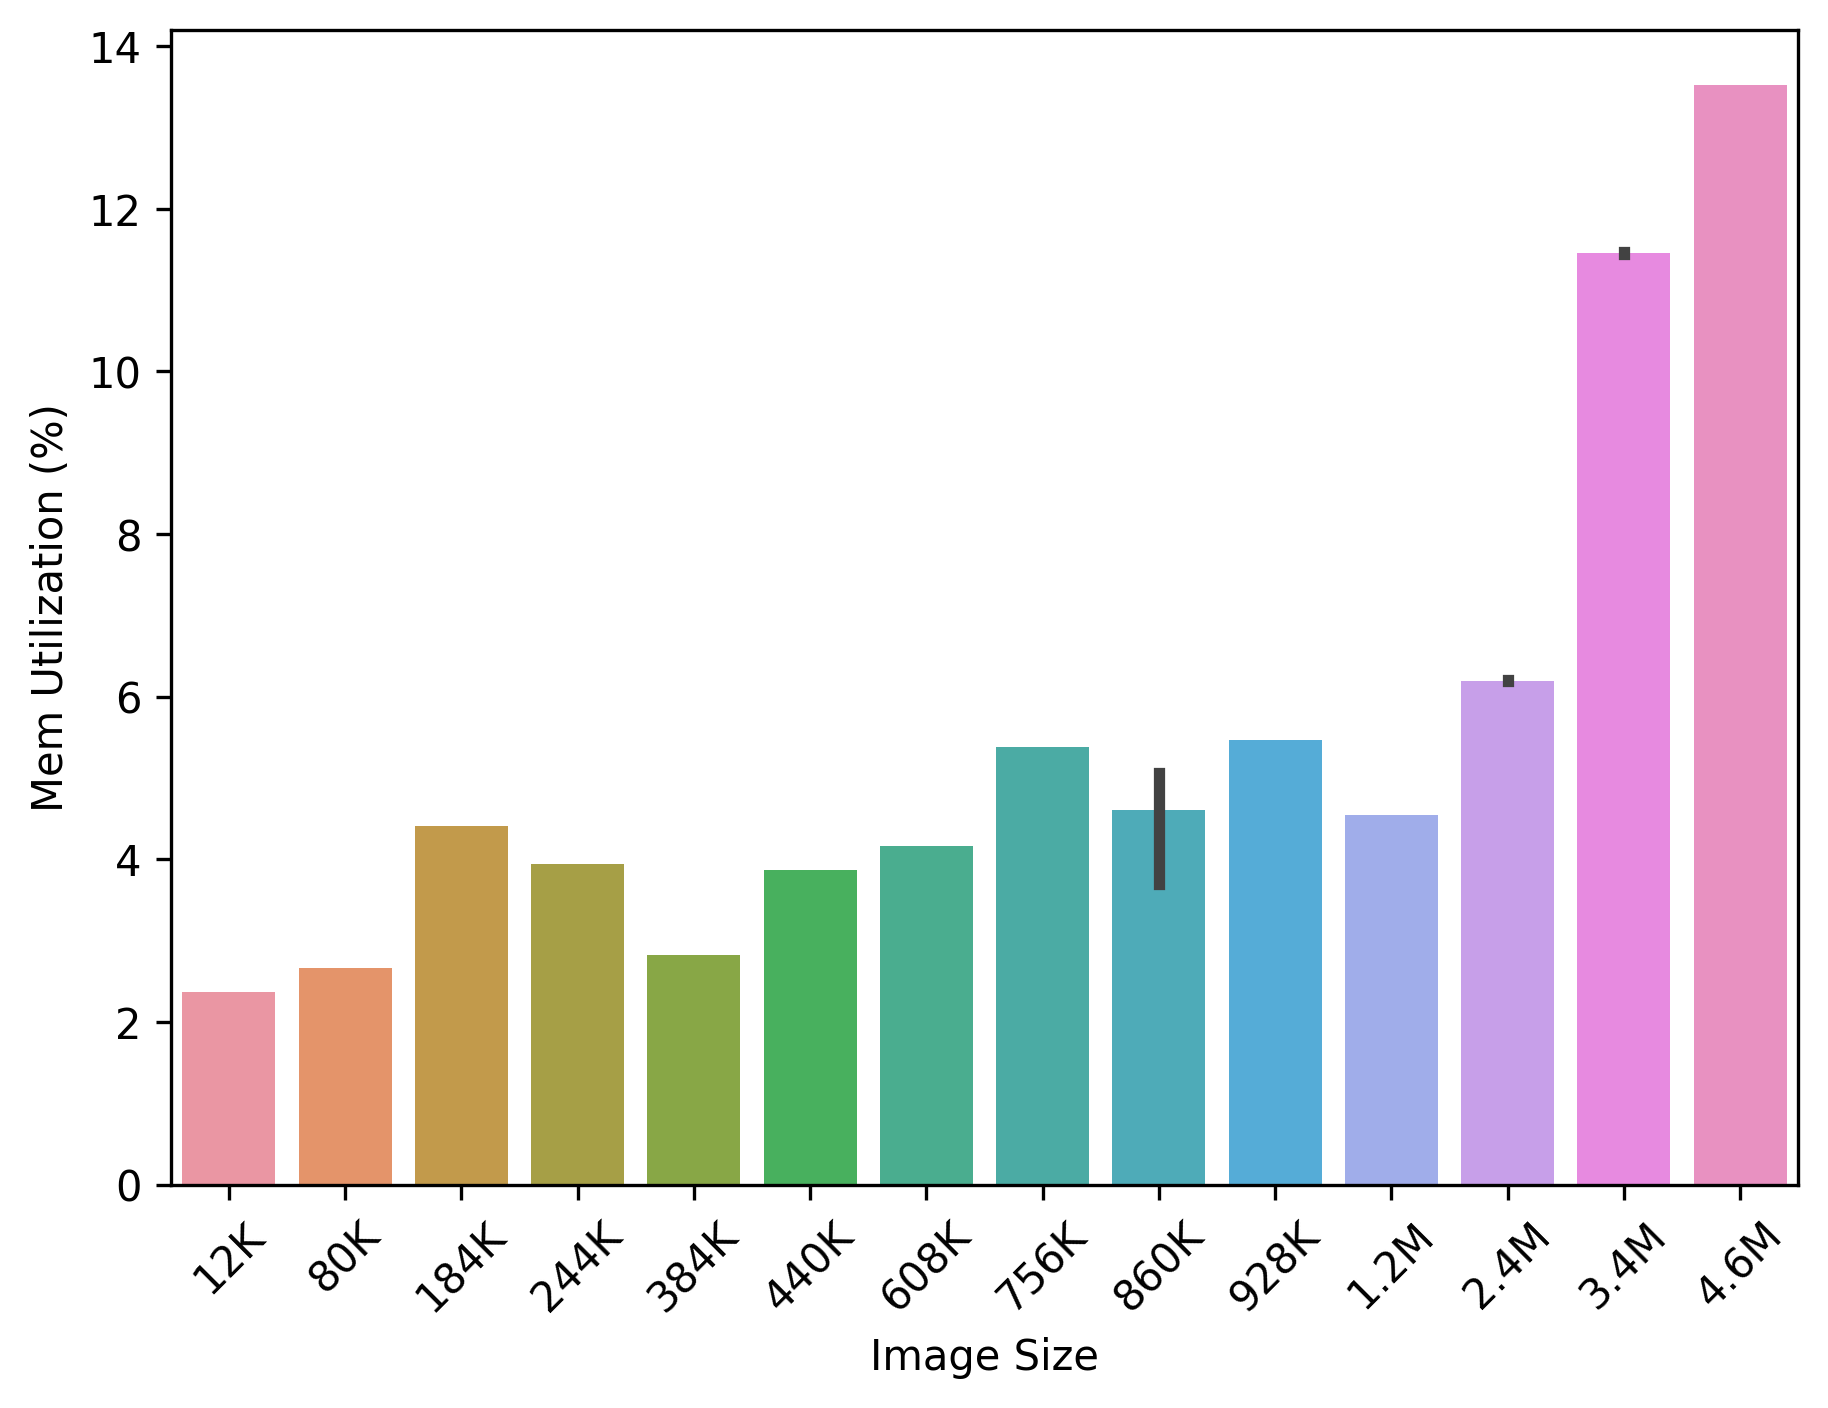 14
12
10
8
6
4
2
0
Mem Utilization (%)
12K
80K
184K
244K
384K
440K
608K
756K
860K
928K
1.2M
2.4M
3.4M
4.6M
Image Size